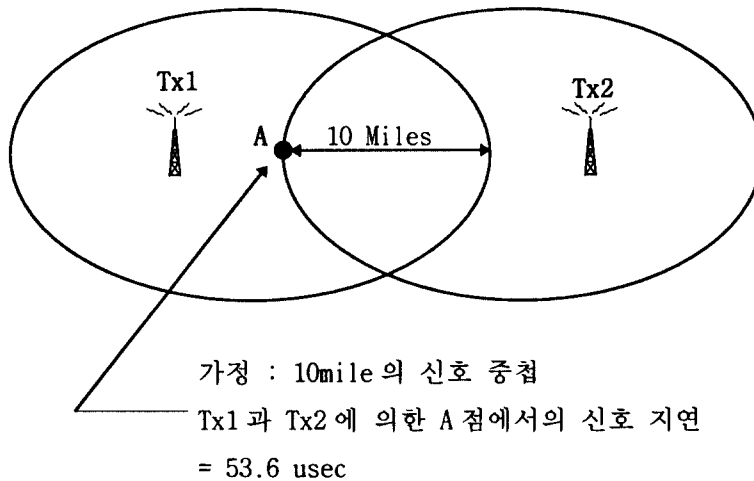 Tx1
Tx2
A
10 Miles
가정 : 10mile의 신호 중첩
Tx1과 Tx2에 의한 A점에서의 신호 지연
= 53.6 usec